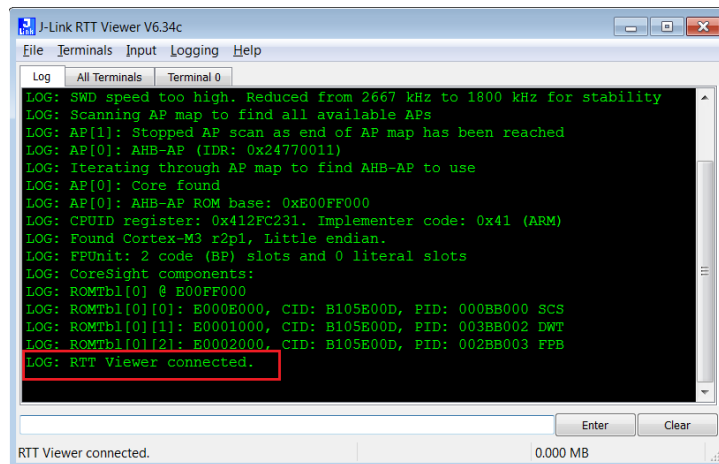 J-Link RTT Viewer V6.34c
File Terminals Input Logging Help
Log All Terminals Terminal 0
LOG: SWD speed too high. Reduced from 2667 kHz to 1800 kHz for stability
LOG: Scanning AP map to find all available APs
LOG: AP[1]: Stopped AP scan as end of AP map has been reached
LOG: AP[0]: AHB-AP (IDR: 0x24770011)
LOG: Iterating through AP map to find AHB-AP to use
LOG: AP[0]: Core found
LOG: AP[0]: AHB-AP ROM base: 0xE00FF000
LOG: CPUID register: 0x412FC231. Implementer code: 0x41 (ARM)
LOG: Found Cortex-M3 r2p1, Little endian.
LOG: FPUnit: 2 code (BP) slots and 0 literal slots
LOG: CoreSight components:
LOG: ROMTbl[0] @ E00FF000
LOG: ROMTbl[0][0]: E000E000, CID: B105E00D, PID: 000BB000 SCS
LOG: ROMTbl[0][1]: E0001000, CID: B105E00D, PID: 003BB002 DWT
LOG: ROMTbl[0][2]: E0002000, CID: B105E00D, PID: 002BB003 FPB
LOG: RTT Viewer connected.
Enter Clear
RTT Viewer connected. 0.000 MB